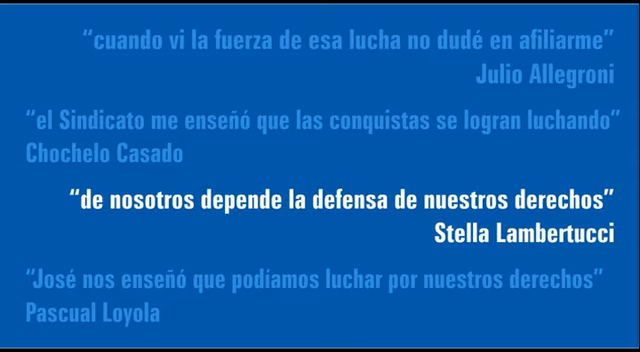 “cuando vi la fuerza de esa lucha no dudé en afiliarme”
Julio Allegroni
“el Sindicato me enseñó que las conquistas se logran luchando”
Chochelo Casado
“de nosotros depende la defensa de nuestros derechos”
Stella Lambertucci
“José nos enseñó que podíamos luchar por nuestros derechos”
Pascual Loyola